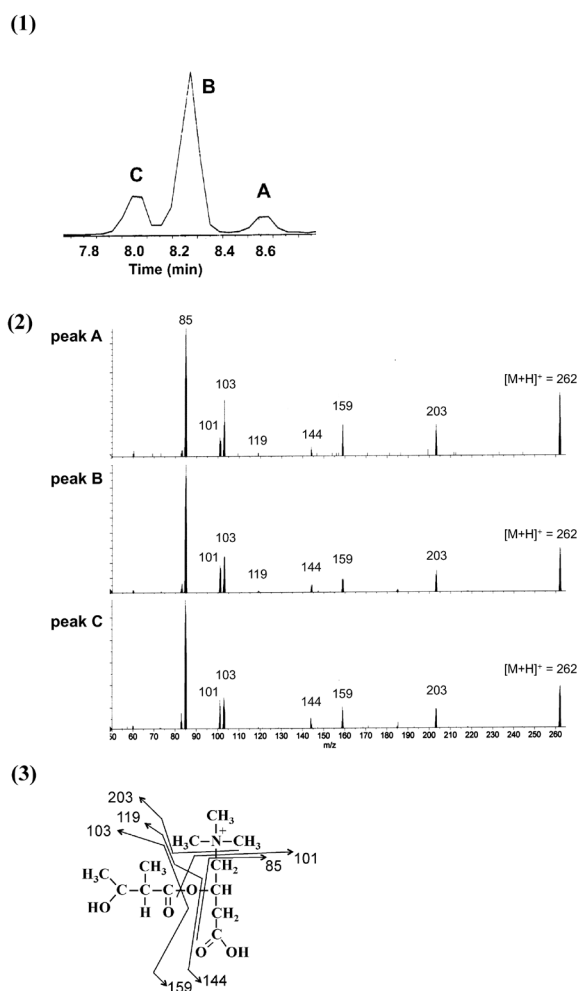 (1)
B
C
A
7.8 8.0 8.2 8.4 8.6
Time (min)
(2)
peak A
85
103
101
119
144
159
203
[M+H]⁺ = 262
peak B
103
101
119
144
159
203
[M+H]⁺ = 262
peak C
103
101
144
159
203
[M+H]⁺ = 262
50 60 70 80 90 100 110 120 130 140 150 160 170 180 190 200 210 220 230 240 250 260
m/z
(3)
203
119
103
CH₃
H₃C–N–CH₃
+
101
85
CH₂
H₃C
CH₃
C–C–C–O–CH
HO
H
O
CH₂
C
O
OH
159
144